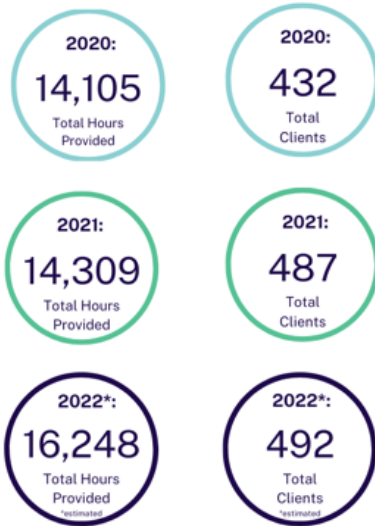 2020:
14,105
Total Hours
Provided
2020:
432
Total
Clients
2021:
14,309
Total Hours
Provided
2021:
487
Total
Clients
2022*:
16,248
Total Hours
Provided
*estimated
2022*:
492
Total
Clients
*estimated